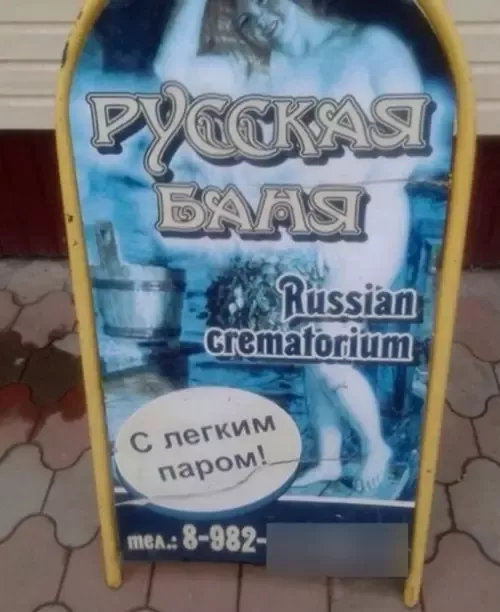 РУССКАЯ
БАНЯ
Russian
crematorium
С легким
паром!
тел.: 8-982-